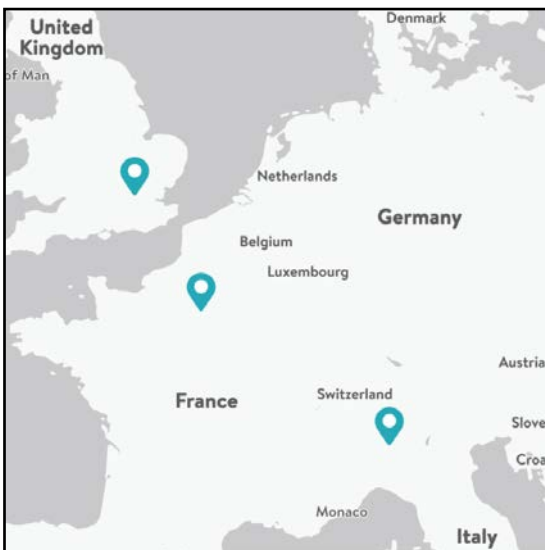 Denmark
United
Kingdom
of Man
Netherlands
Germany
Belgium
Luxembourg
Austria
Switzerland
France
Slove
Croa
Monaco
Italy